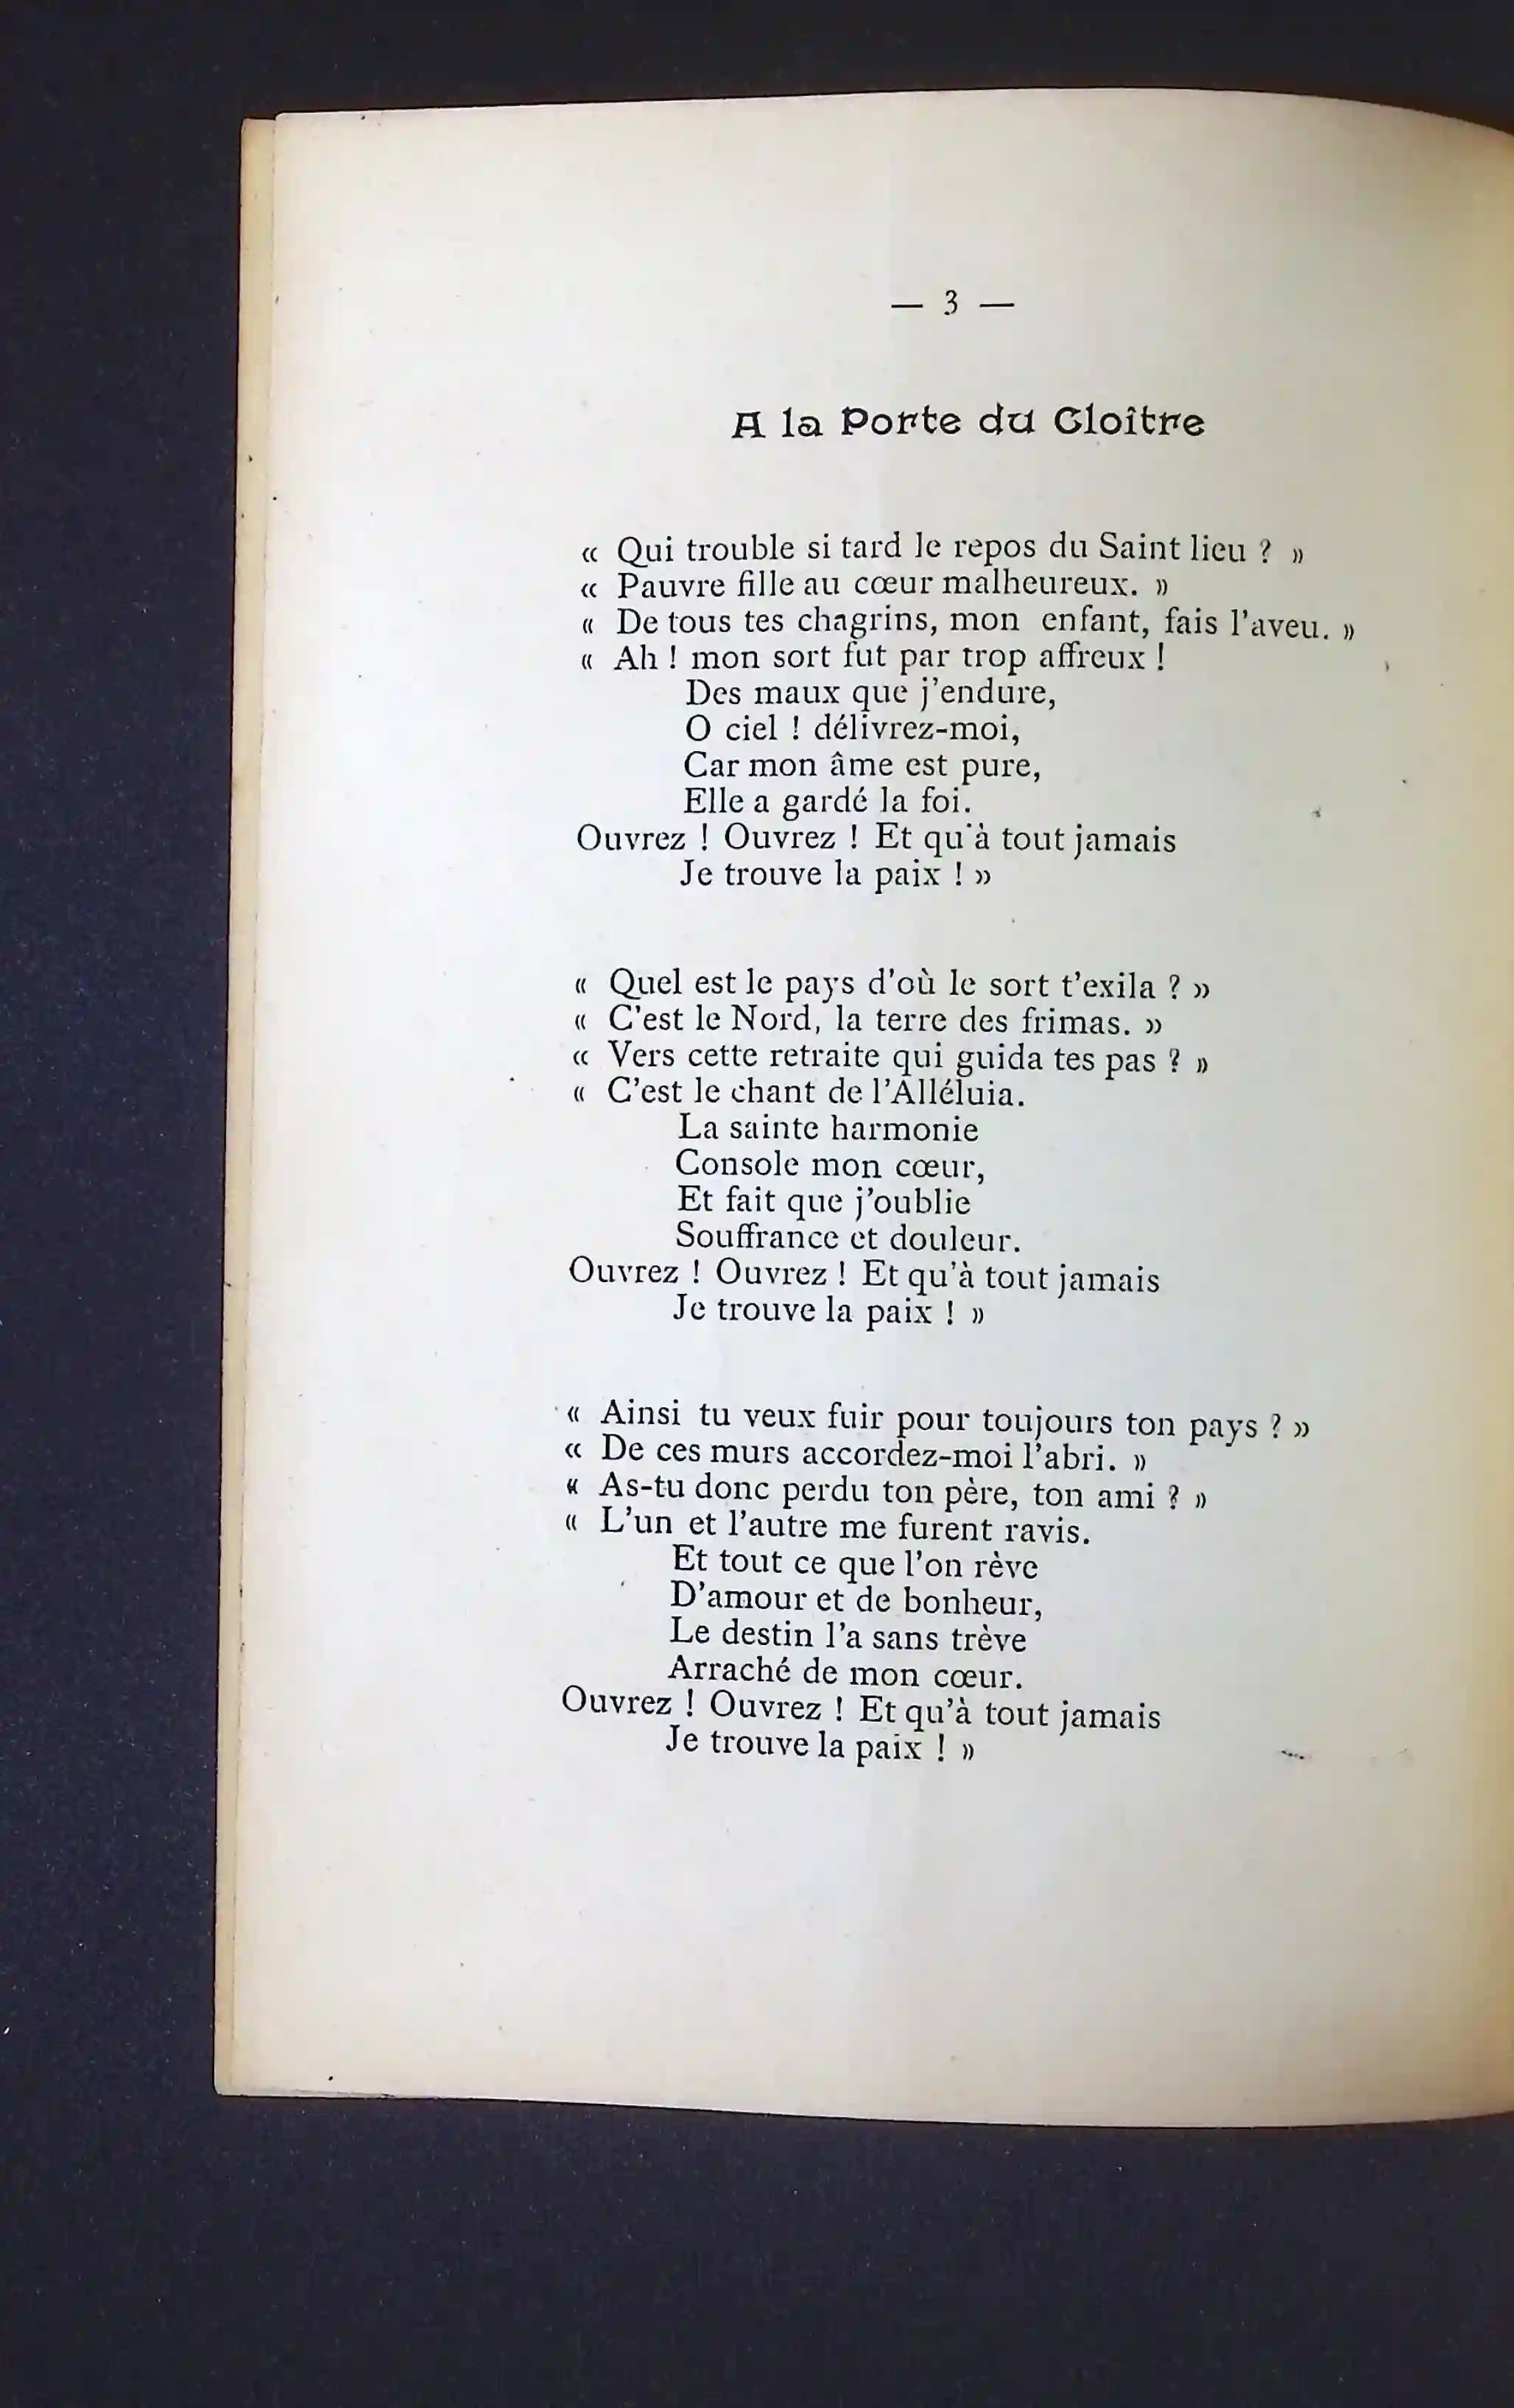 — 3 —
A la Porte du Cloître
« Qui trouble si tard le repos du Saint lieu ? »
« Pauvre fille au cœur malheureux. »
« De tous tes chagrins, mon enfant, fais l'aveu. »
« Ah ! mon sort fut par trop affreux !
Des maux que j'endure,
O ciel ! délivrez-moi,
Car mon âme est pure,
Elle a gardé la foi.
Ouvrez ! Ouvrez ! Et qu'à tout jamais
Je trouve la paix ! »
« Quel est le pays d'où le sort t'exila ? »
« C'est le Nord, la terre des frimas. »
« Vers cette retraite qui guida tes pas ? »
« C'est le chant de l'Alléluia.
La sainte harmonie
Console mon cœur,
Et fait que j'oublie
Souffrance et douleur.
Ouvrez ! Ouvrez ! Et qu'à tout jamais
Je trouve la paix ! »
« Ainsi tu veux fuir pour toujours ton pays ? »
« De ces murs accordez-moi l'abri. »
« As-tu donc perdu ton père, ton ami ? »
« L'un et l'autre me furent ravis.
Et tout ce que l'on rève
D'amour et de bonheur,
Le destin l'a sans trève
Arraché de mon cœur.
Ouvrez ! Ouvrez ! Et qu'à tout jamais
Je trouve la paix ! »